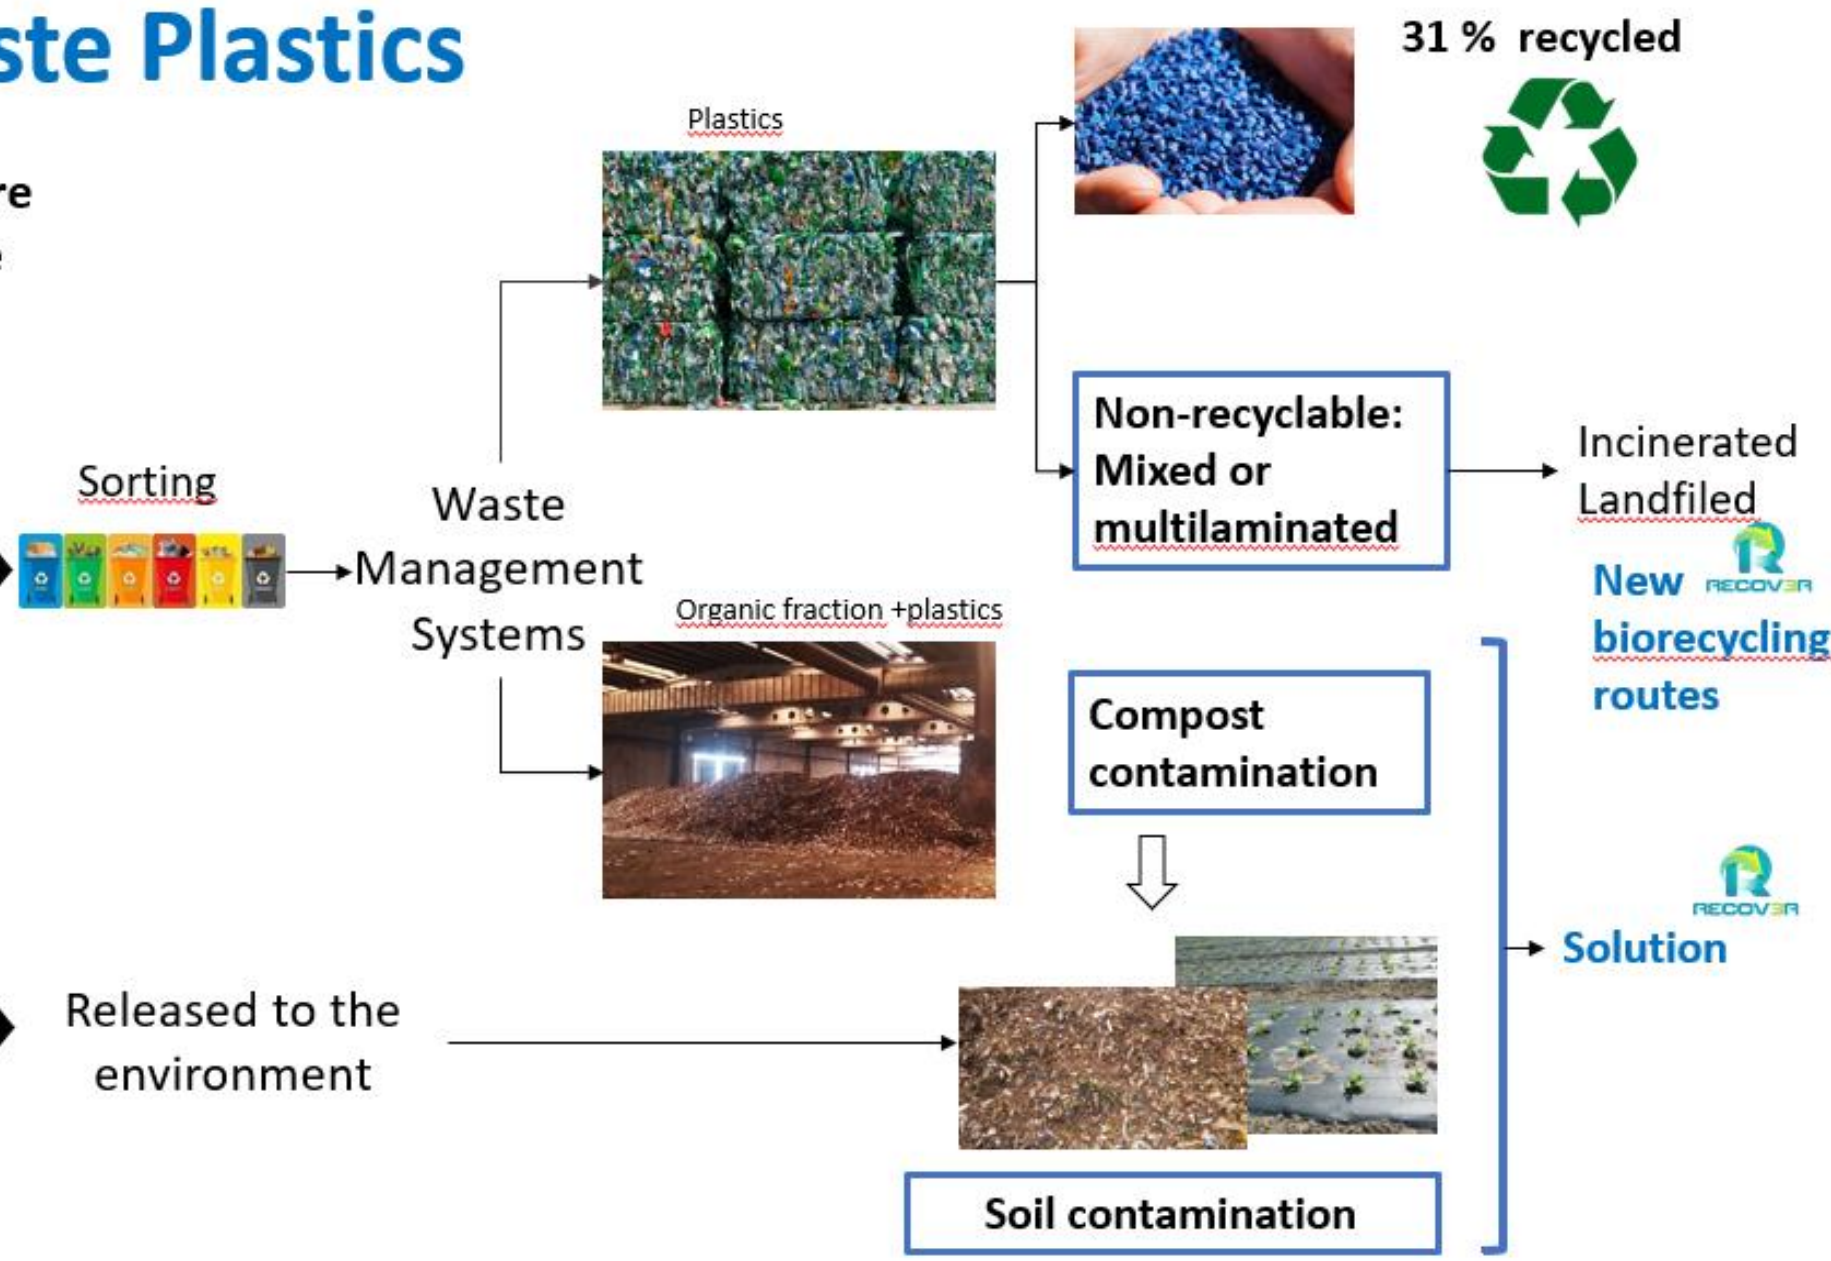 ste Plastics
31 % recycled
Plastics
re
e
Non-recyclable:
Mixed or
multilaminated
Incinerated
Landfiled
Sorting
Waste
Management
Systems
RECOV3R
New
biorecycling
routes
Organic fraction +plastics
Compost
contamination
RECOV3R
Solution
Released to the
environment
Soil contamination